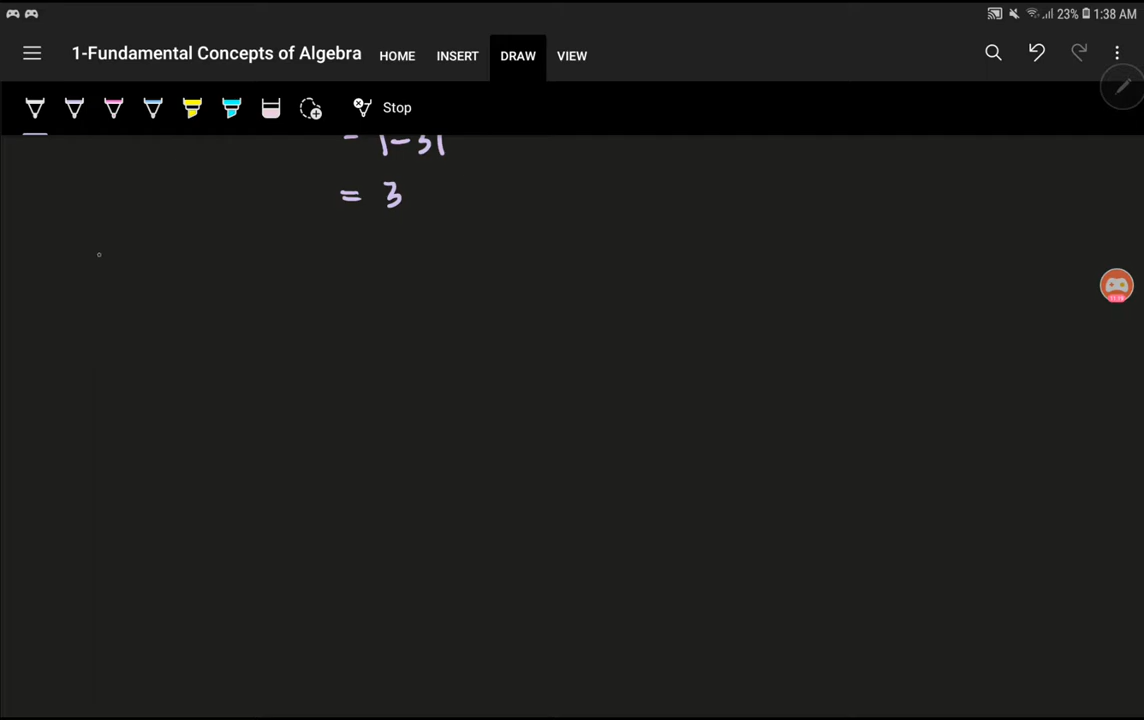 23% 1:38 AM
1-Fundamental Concepts of Algebra HOME INSERT DRAW VIEW
Stop
= |-3|
= 3